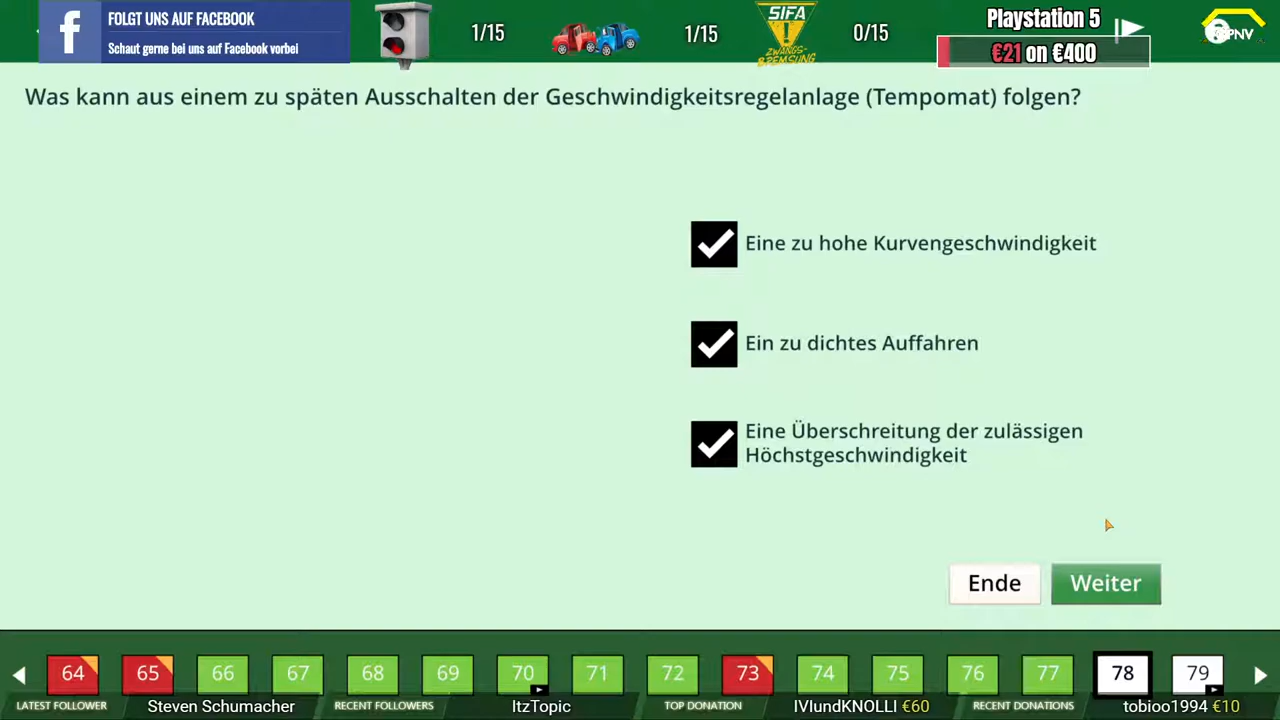 FOLGT UNS AUF FACEBOOK
Schaut gerne bei uns auf Facebook vorbei
1/15
1/15
SIFA
ZWANGS-
BREMSUNG
0/15
Playstation 5
€21 on €400
ÖPNV
Was kann aus einem zu späten Ausschalten der Geschwindigkeitsregelanlage (Tempomat) folgen?
Eine zu hohe Kurvengeschwindigkeit
Ein zu dichtes Auffahren
Eine Überschreitung der zulässigen
Höchstgeschwindigkeit
Ende
Weiter
64 65 66 67 68 69 70 71 72 73 74 75 76 77 78 79
LATEST FOLLOWER Steven Schumacher RECENT FOLLOWERS ItzTopic TOP DONATION IVIundKNOLLI €60 RECENT DONATIONS tobioo1994 €10